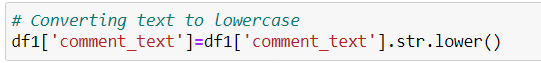 # Converting text to lowercase
df1['comment_text']=df1['comment_text'].str.lower()